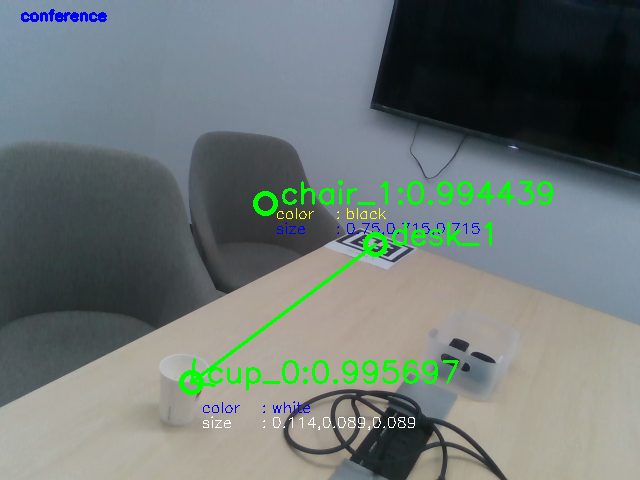 conference
chair_1:0.994439
color : black
size : 0.75,0.715,0.715
desk_1
cup_0:0.995697
color : white
size : 0.114,0.089,0.089